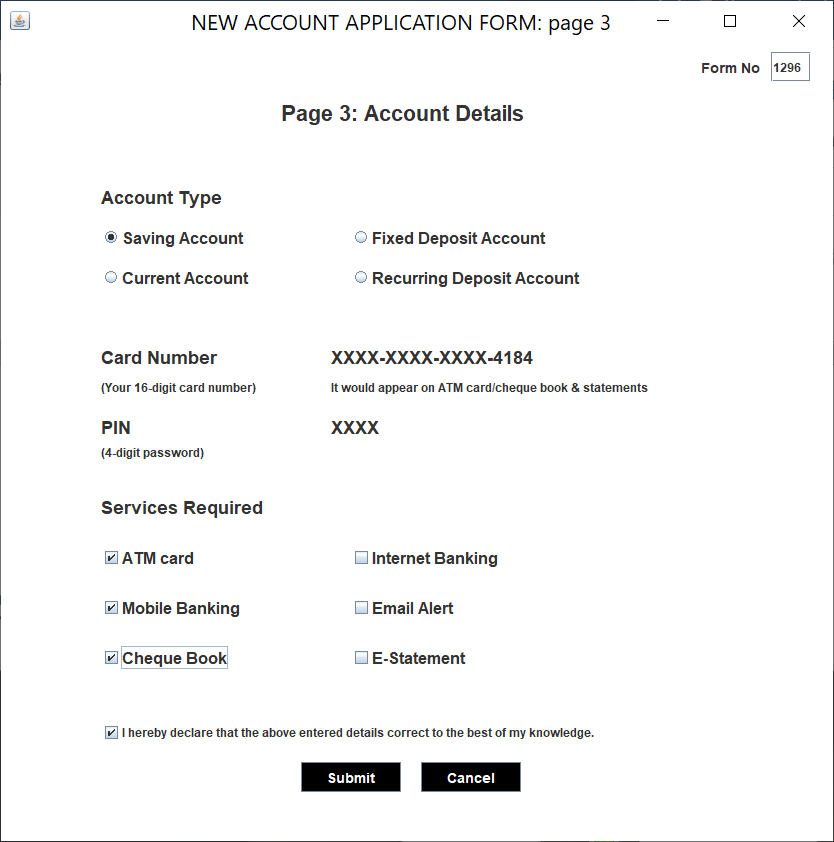 NEW ACCOUNT APPLICATION FORM: page 3
Form No 1296
Page 3: Account Details
Account Type
Saving Account Fixed Deposit Account
Current Account Recurring Deposit Account
Card Number XXXX-XXXX-XXXX-4184
(Your 16-digit card number) It would appear on ATM card/cheque book & statements
PIN XXXX
(4-digit password)
Services Required
ATM card Internet Banking
Mobile Banking Email Alert
Cheque Book E-Statement
I hereby declare that the above entered details correct to the best of my knowledge.
Submit Cancel